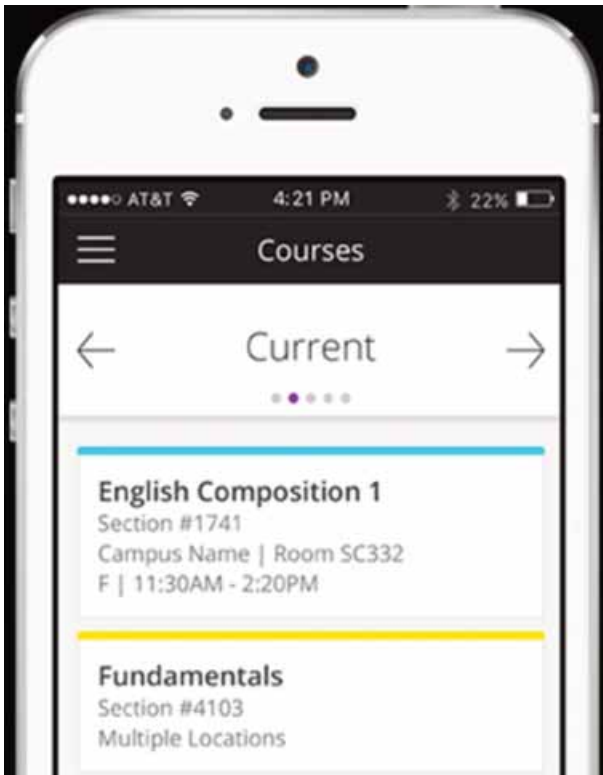 AT&T 4:21 PM 22%
Courses
Current
English Composition 1
Section #1741
Campus Name | Room SC332
F | 11:30AM - 2:20PM
Fundamentals
Section #4103
Multiple Locations